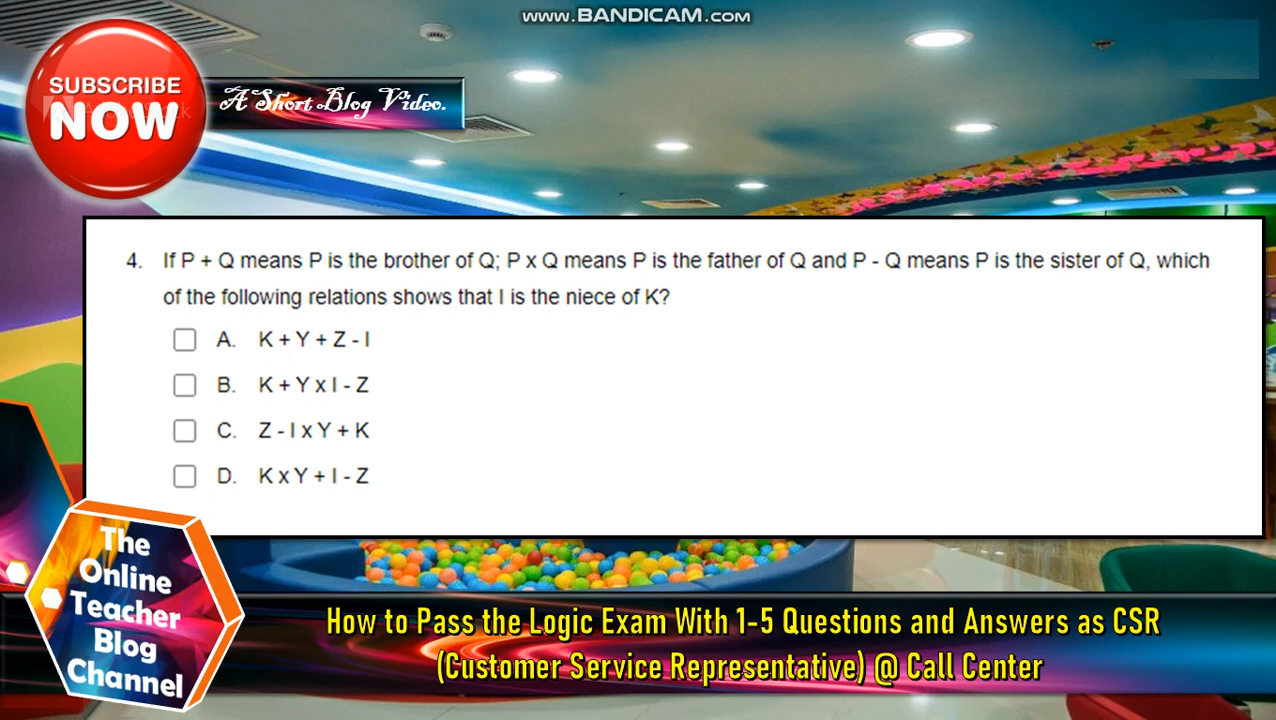 www.BANDICAM.com
SUBSCRIBE
NOW
A Short Blog Video.
4. If P + Q means P is the brother of Q; P x Q means P is the father of Q and P - Q means P is the sister of Q, which
of the following relations shows that I is the niece of K?
A. K + Y + Z - I
B. K + Y x I - Z
C. Z - I x Y + K
D. K x Y + I - Z
The
Online
Teacher
Blog
Channel
How to Pass the Logic Exam With 1-5 Questions and Answers as CSR
(Customer Service Representative) @ Call Center